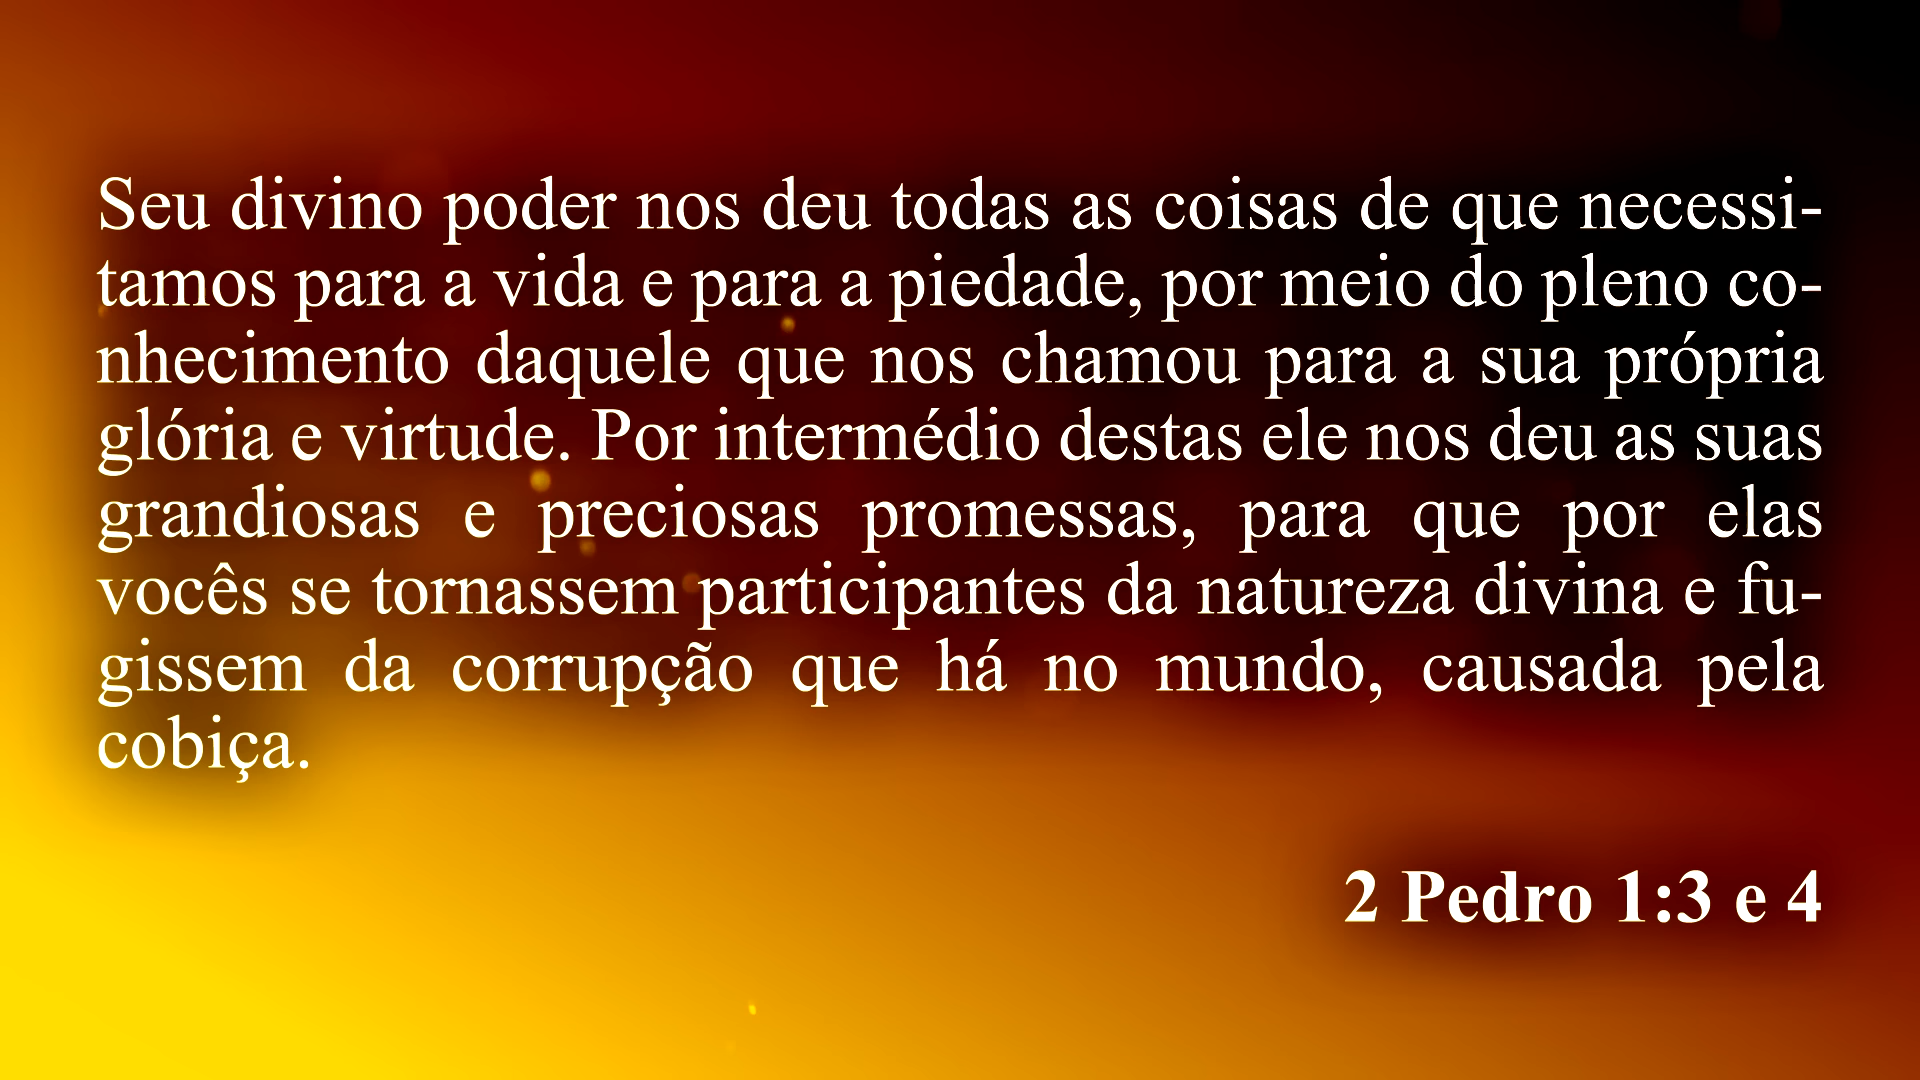 Seu divino poder nos deu todas as coisas de que necessi-
tamos para a vida e para a piedade, por meio do pleno co-
nhecimento daquele que nos chamou para a sua própria
glória e virtude. Por intermédio destas ele nos deu as suas
grandiosas e preciosas promessas, para que por elas
vocês se tornassem participantes da natureza divina e fu-
gissem da corrupção que há no mundo, causada pela
cobiça.
2 Pedro 1:3 e 4